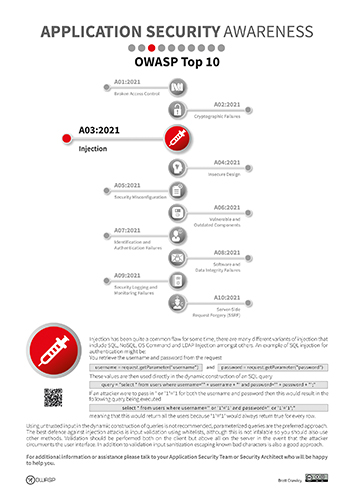 APPLICATION SECURITY AWARENESS
OWASP Top 10
A01:2021
Broken Access Control
A02:2021
Cryptographic Failures
A03:2021
Injection
A04:2021
Insecure Design
A05:2021
Security Misconfiguration
A06:2021
Vulnerable and
Outdated Components
A07:2021
Identification and
Authentication Failures
A08:2021
Software and
Data Integrity Failures
A09:2021
Security Logging and
Monitoring Failures
A10:2021
Server-Side
Request Forgery (SSRF)
Injection has been quite a common flaw for some time, there are many different variants of injection that
include SQL, NoSQL, OS Command and LDAP Injection amongst others. An example of SQL injection for
authentication might be:
You retrieve the username and password from the request
username = request.getParameter("username") and password = request.getParameter("password")
These values are then used directly in the dynamic construction of an SQL query
query = "select * from users where username='" + username + "' and password='" + password + "';"
If an attacker were to pass in ' or '1'='1 for both the username and password then this would result in the
following query being executed
select * from users where username='' or '1'='1' and password='' or '1'='1';
meaning that this would return all the users because '1'='1' would always return true for every row.
Using untrusted input in the dynamic construction of queries is not recommended, parameterized queries are the preferred approach.
The best defense against injection attacks is input validation using whitelists, although this is not infallible so you should also use
other methods. Validation should be performed both on the client but above all on the server in the event that the attacker
circumvents the user interface. In addition input sanitization escaping known bad characters is also a good approach.
For additional information or assistance please talk to your Application Security Team or Security Architect who will be happy
to help you.
OWASP